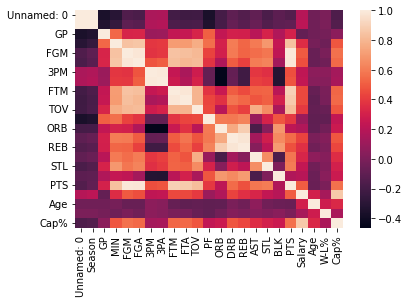 Unnamed: 0
GP
FGM
3PM
FTM
TOV
ORB
REB
STL
PTS
Age
Cap%
Unnamed: 0
Season
GP
MIN
FGM
FGA
3PM
3PA
FTM
FTA
TOV
PF
ORB
DRB
REB
AST
STL
BLK
PTS
Salary
Age
W-L%
Cap%
1.0
0.8
0.6
0.4
0.2
0.0
−0.2
−0.4